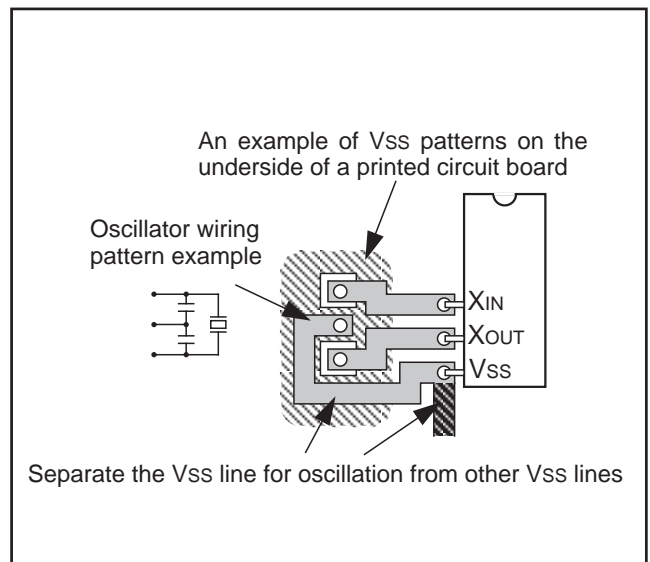 An example of VSS patterns on the
underside of a printed circuit board
Oscillator wiring
pattern example
XIN
XOUT
VSS
Separate the VSS line for oscillation from other VSS lines